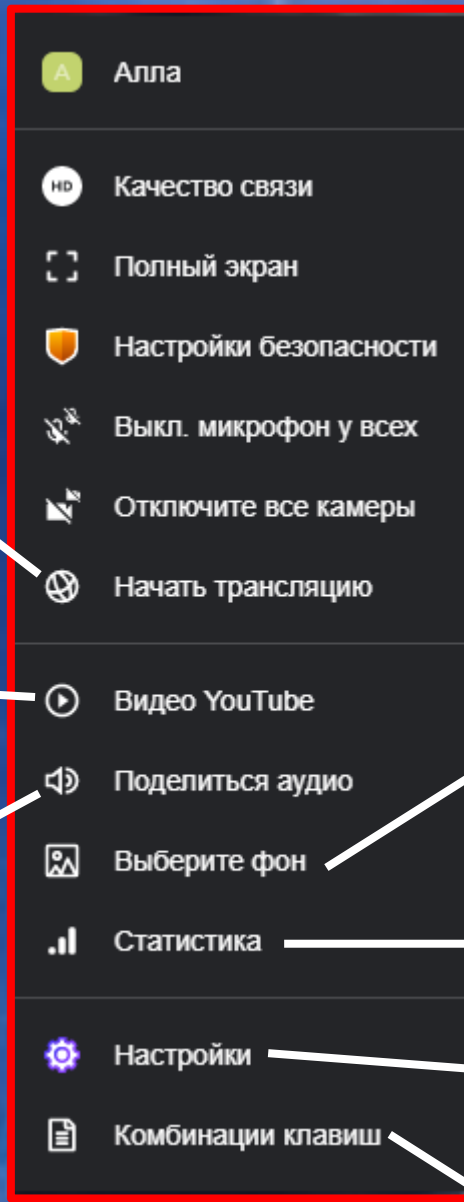 A
Алла
HD
Качество связи
Полный экран
Настройки безопасности
Выкл. микрофон у всех
Отключите все камеры
Начать трансляцию
Видео YouTube
Поделиться аудио
Выберите фон
Статистика
Настройки
Комбинации клавиш